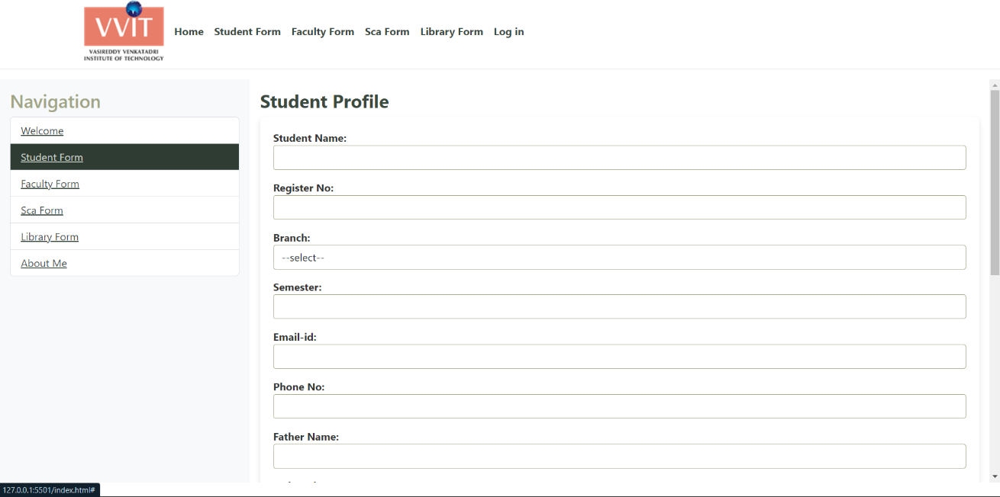 VVIT
VASIREDDY VENKATADRI
INSTITUTE OF TECHNOLOGY
Home Student Form Faculty Form Sca Form Library Form Log in
Navigation
Welcome
Student Form
Faculty Form
Sca Form
Library Form
About Me
Student Profile
Student Name:
Register No:
Branch:
--select--
Semester:
Email-id:
Phone No:
Father Name:
127.0.0.1:5501/index.html#